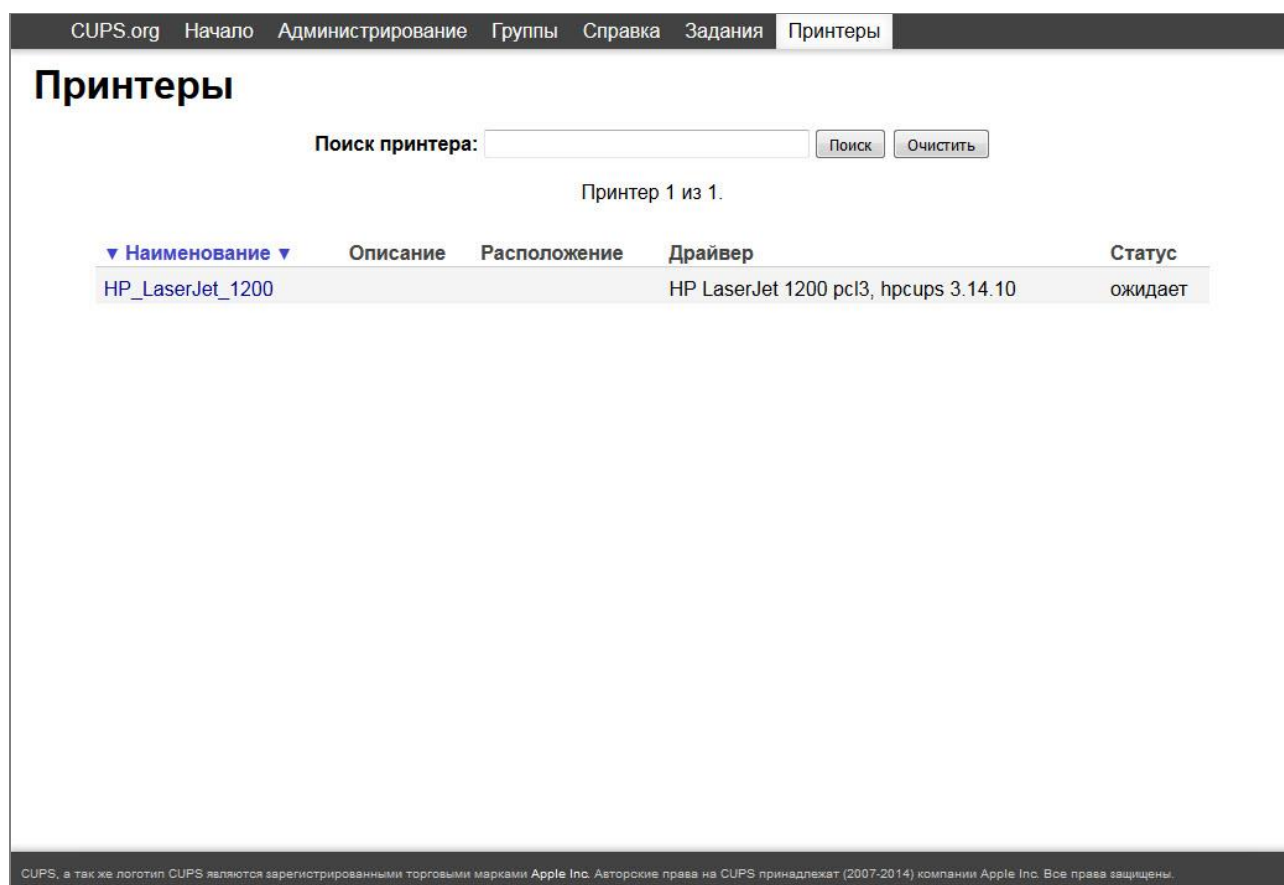 CUPS.org Начало Администрирование Группы Справка Задания Принтеры
Принтеры
Поиск принтера: Поиск Очистить
Принтер 1 из 1.
▼ Наименование ▼ Описание Расположение Драйвер Статус
HP_LaserJet_1200 HP LaserJet 1200 pcl3, hpcups 3.14.10 ожидает
CUPS, а так же логотип CUPS являются зарегистрированными торговыми марками Apple Inc. Авторские права на CUPS принадлежат (2007-2014) компании Apple Inc. Все права защищены.